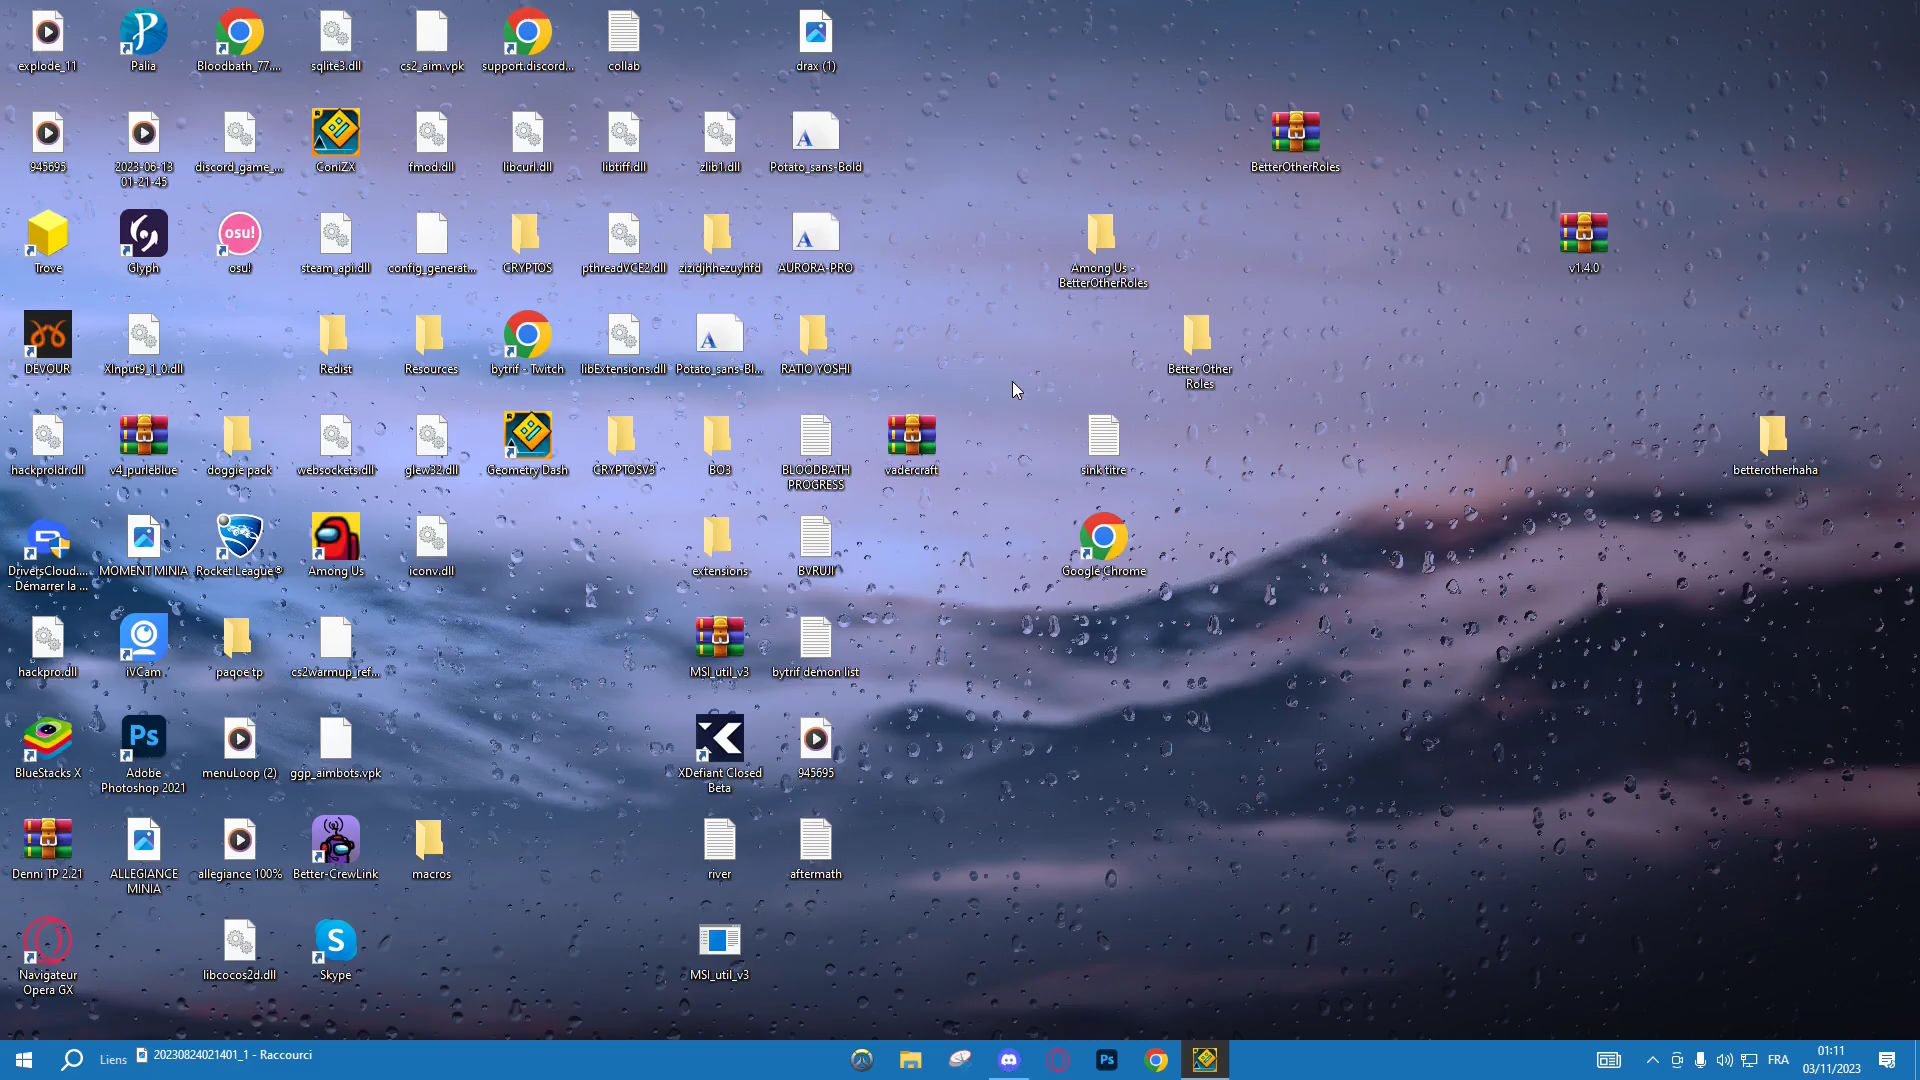 explode_11
Palia
Bloodbath_77....
sqlite3.dll
cs2_aim.vpk
support.discord...
collab
drax (1)
945695
2023-06-13
01-21-45
discord_game_...
ConiZX
fmod.dll
libcurl.dll
libtiff.dll
zlib1.dll
Potato_sans-Bold
BetterOtherRoles
Trove
Glyph
osu!
osu!
steam_api.dll
config_generat...
CRYPTOS
pthreadVCE2.dll
zizidjhhezuyhfd
AURORA-PRO
Among Us -
BetterOtherRoles
v1.4.0
DEVOUR
XInput9_1_0.dll
Redist
Resources
bytrif - Twitch
libExtensions.dll
Potato_sans-Bl...
RATIO YOSHI
Better Other
Roles
hackproldr.dll
v4_purleblue
doggie pack
websockets.dll
glew32.dll
Geometry Dash
CRYPTOSV3
BO3
BLOODBATH
PROGRESS
vadercraft
sink titre
betterotherhaha
DriversCloud....
- Démarrer la ...
MOMENT MINIA
Rocket League®
Among Us
iconv.dll
extensions
BVRUJI
Google Chrome
hackpro.dll
iVCam
paqoe tp
cs2warmup_ref...
MSI_util_v3
bytrif demon list
BlueStacks X
Ps
Adobe
Photoshop 2021
menuLoop (2)
ggp_aimbots.vpk
XDefiant Closed
Beta
945695
Denni TP 2.21
ALLEGIANCE
MINIA
allegiance 100%
Better-CrewLink
macros
river
aftermath
Navigateur
Opera GX
libcocos2d.dll
Skype
MSI_util_v3
Liens
20230824021401_1 - Raccourci
Ps
FRA
01:11
03/11/2023